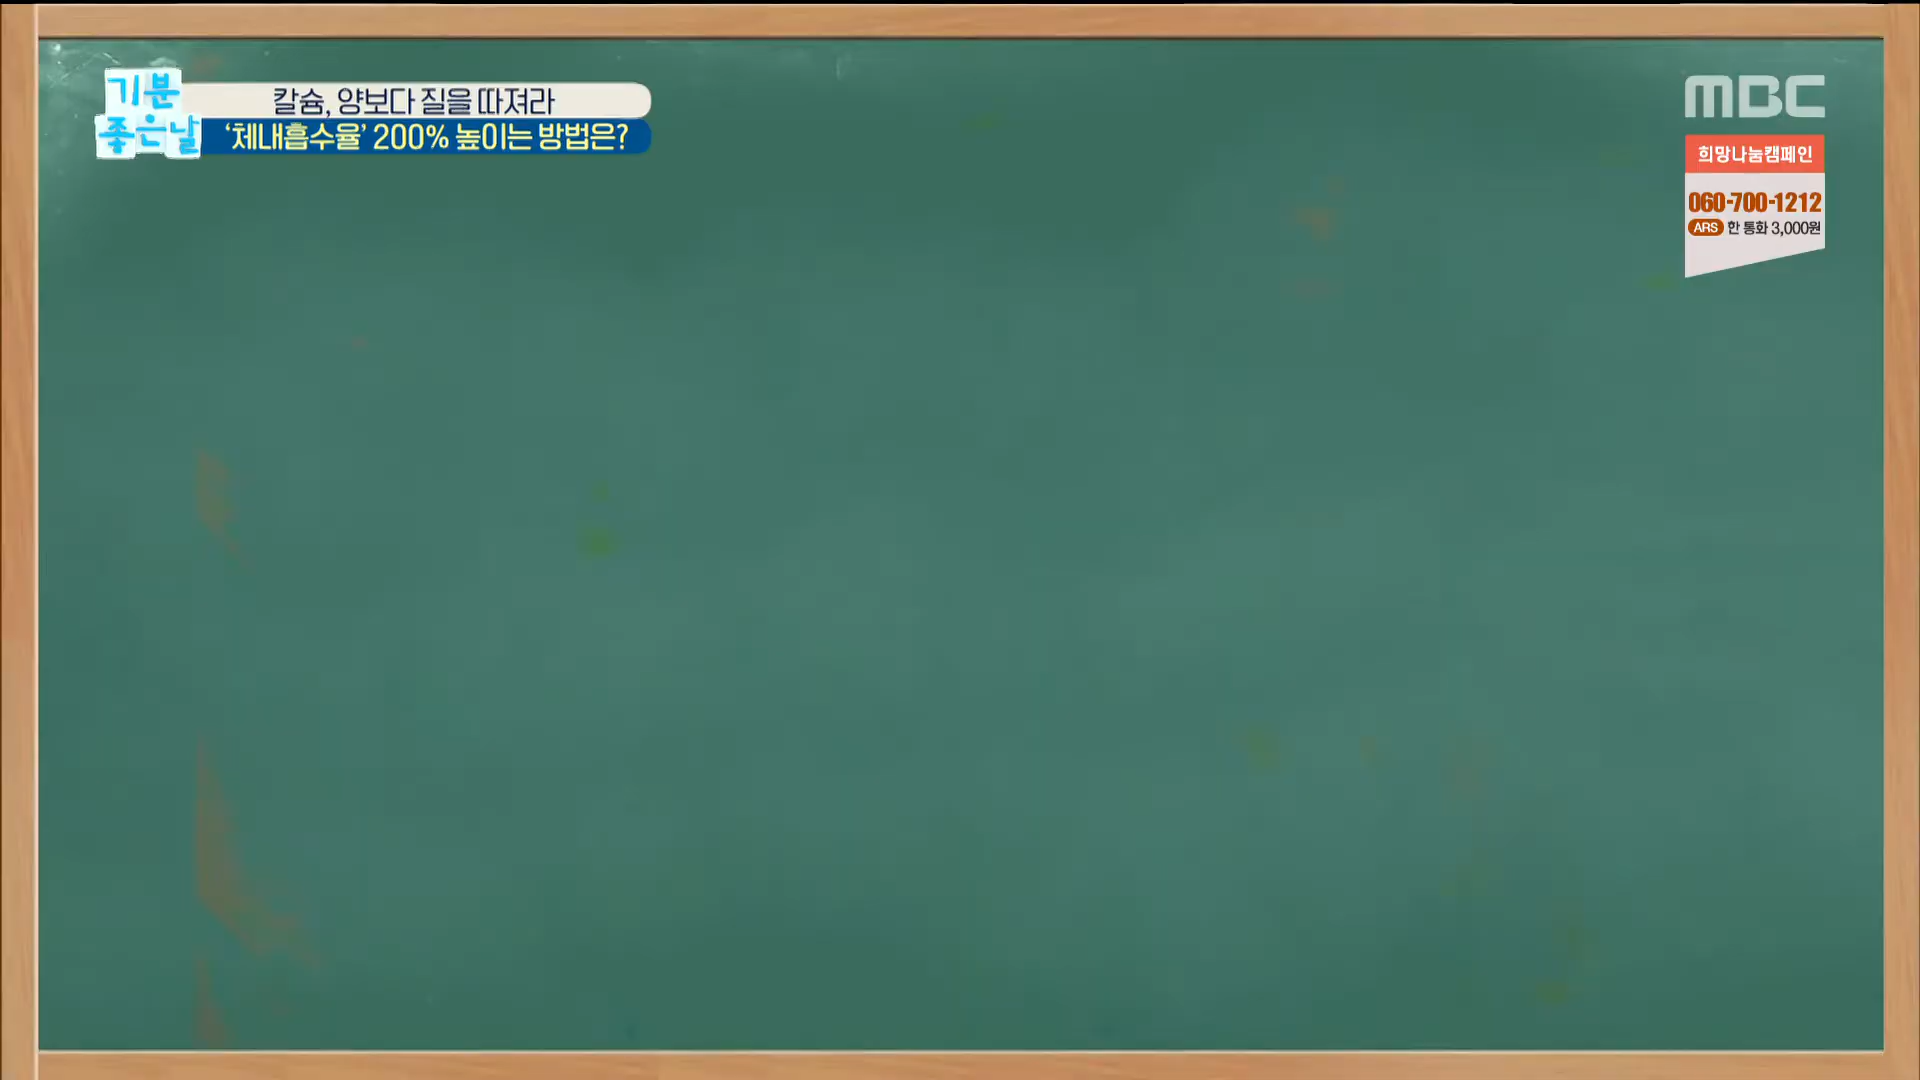 기분
좋은날
칼슘, 양보다 질을 따져라
‘체내흡수율’ 200% 높이는 방법은?
MBC
희망나눔캠페인
060-700-1212
ARS 한 통화 3,000원